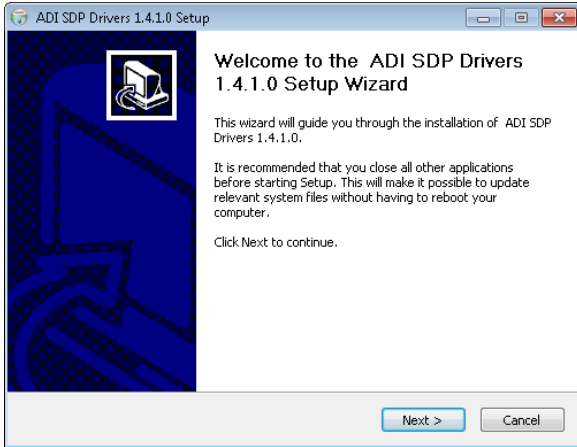 ADI SDP Drivers 1.4.1.0 Setup
Welcome to the ADI SDP Drivers
1.4.1.0 Setup Wizard
This wizard will guide you through the installation of ADI SDP
Drivers 1.4.1.0.
It is recommended that you close all other applications
before starting Setup. This will make it possible to update
relevant system files without having to reboot your
computer.
Click Next to continue.
Next >
Cancel